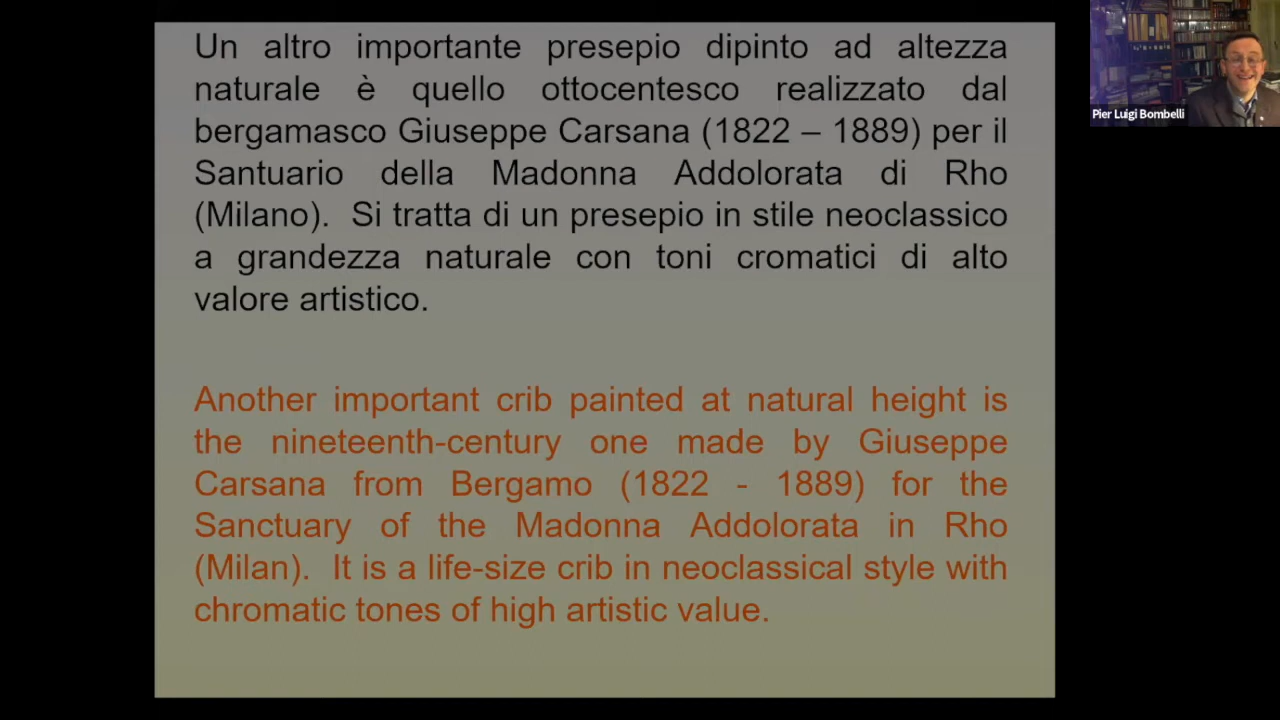 Un altro importante presepio dipinto ad altezza
naturale è quello ottocentesco realizzato dal
bergamasco Giuseppe Carsana (1822 – 1889) per il
Santuario della Madonna Addolorata di Rho
(Milano). Si tratta di un presepio in stile neoclassico
a grandezza naturale con toni cromatici di alto
valore artistico.
Another important crib painted at natural height is
the nineteenth-century one made by Giuseppe
Carsana from Bergamo (1822 - 1889) for the
Sanctuary of the Madonna Addolorata in Rho
(Milan). It is a life-size crib in neoclassical style with
chromatic tones of high artistic value.
Pier Luigi Bombelli